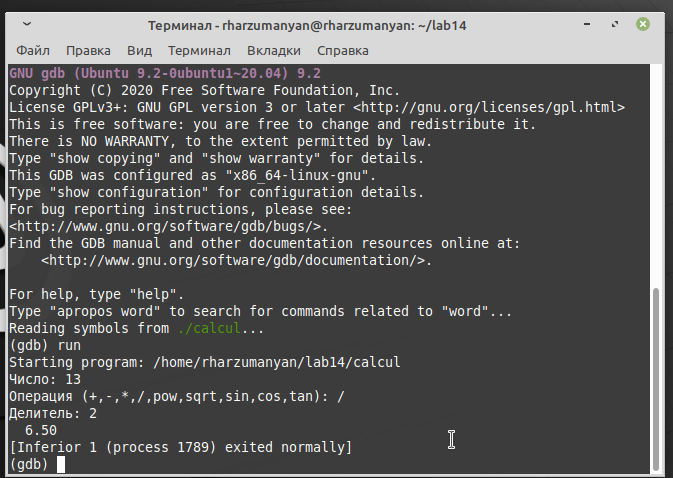 Терминал - rharzumanyan@rharzumanyan: ~/lab14
Файл Правка Вид Терминал Вкладки Справка
GNU gdb (Ubuntu 9.2-0ubuntu1~20.04) 9.2
Copyright (C) 2020 Free Software Foundation, Inc.
License GPLv3+: GNU GPL version 3 or later <http://gnu.org/licenses/gpl.html>
This is free software: you are free to change and redistribute it.
There is NO WARRANTY, to the extent permitted by law.
Type "show copying" and "show warranty" for details.
This GDB was configured as "x86_64-linux-gnu".
Type "show configuration" for configuration details.
For bug reporting instructions, please see:
<http://www.gnu.org/software/gdb/bugs/>.
Find the GDB manual and other documentation resources online at:
    <http://www.gnu.org/software/gdb/documentation/>.

For help, type "help".
Type "apropos word" to search for commands related to "word"...
Reading symbols from ./calcul...
(gdb) run
Starting program: /home/rharzumanyan/lab14/calcul
Число: 13
Операция (+,-,*,/,pow,sqrt,sin,cos,tan): /
Делитель: 2
  6.50
[Inferior 1 (process 1789) exited normally]
(gdb)